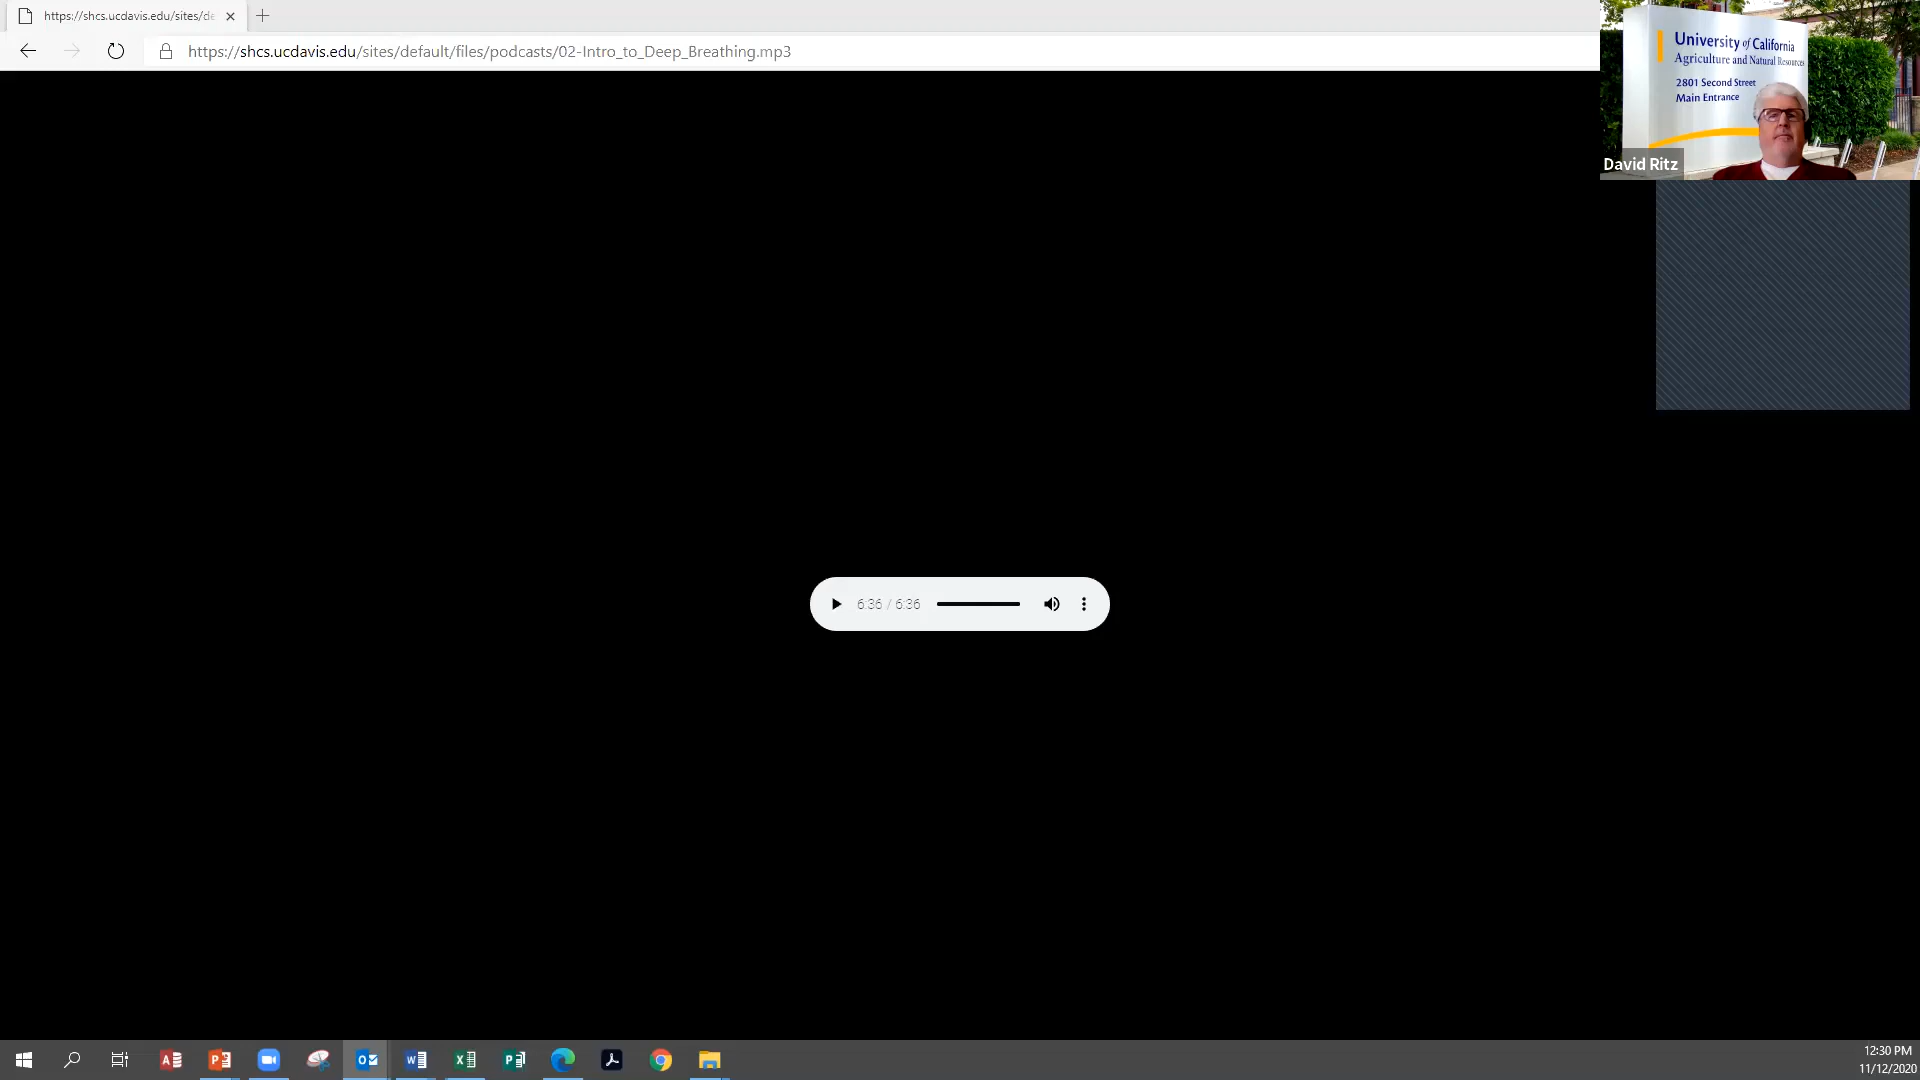 https://shcs.ucdavis.edu/sites/de
https://shcs.ucdavis.edu/sites/default/files/podcasts/02-Intro_to_Deep_Breathing.mp3
University of California
Agriculture and Natural Resources
2801 Second Street
Main Entrance
David Ritz
6:36 / 6:36
12:30 PM
11/12/2020